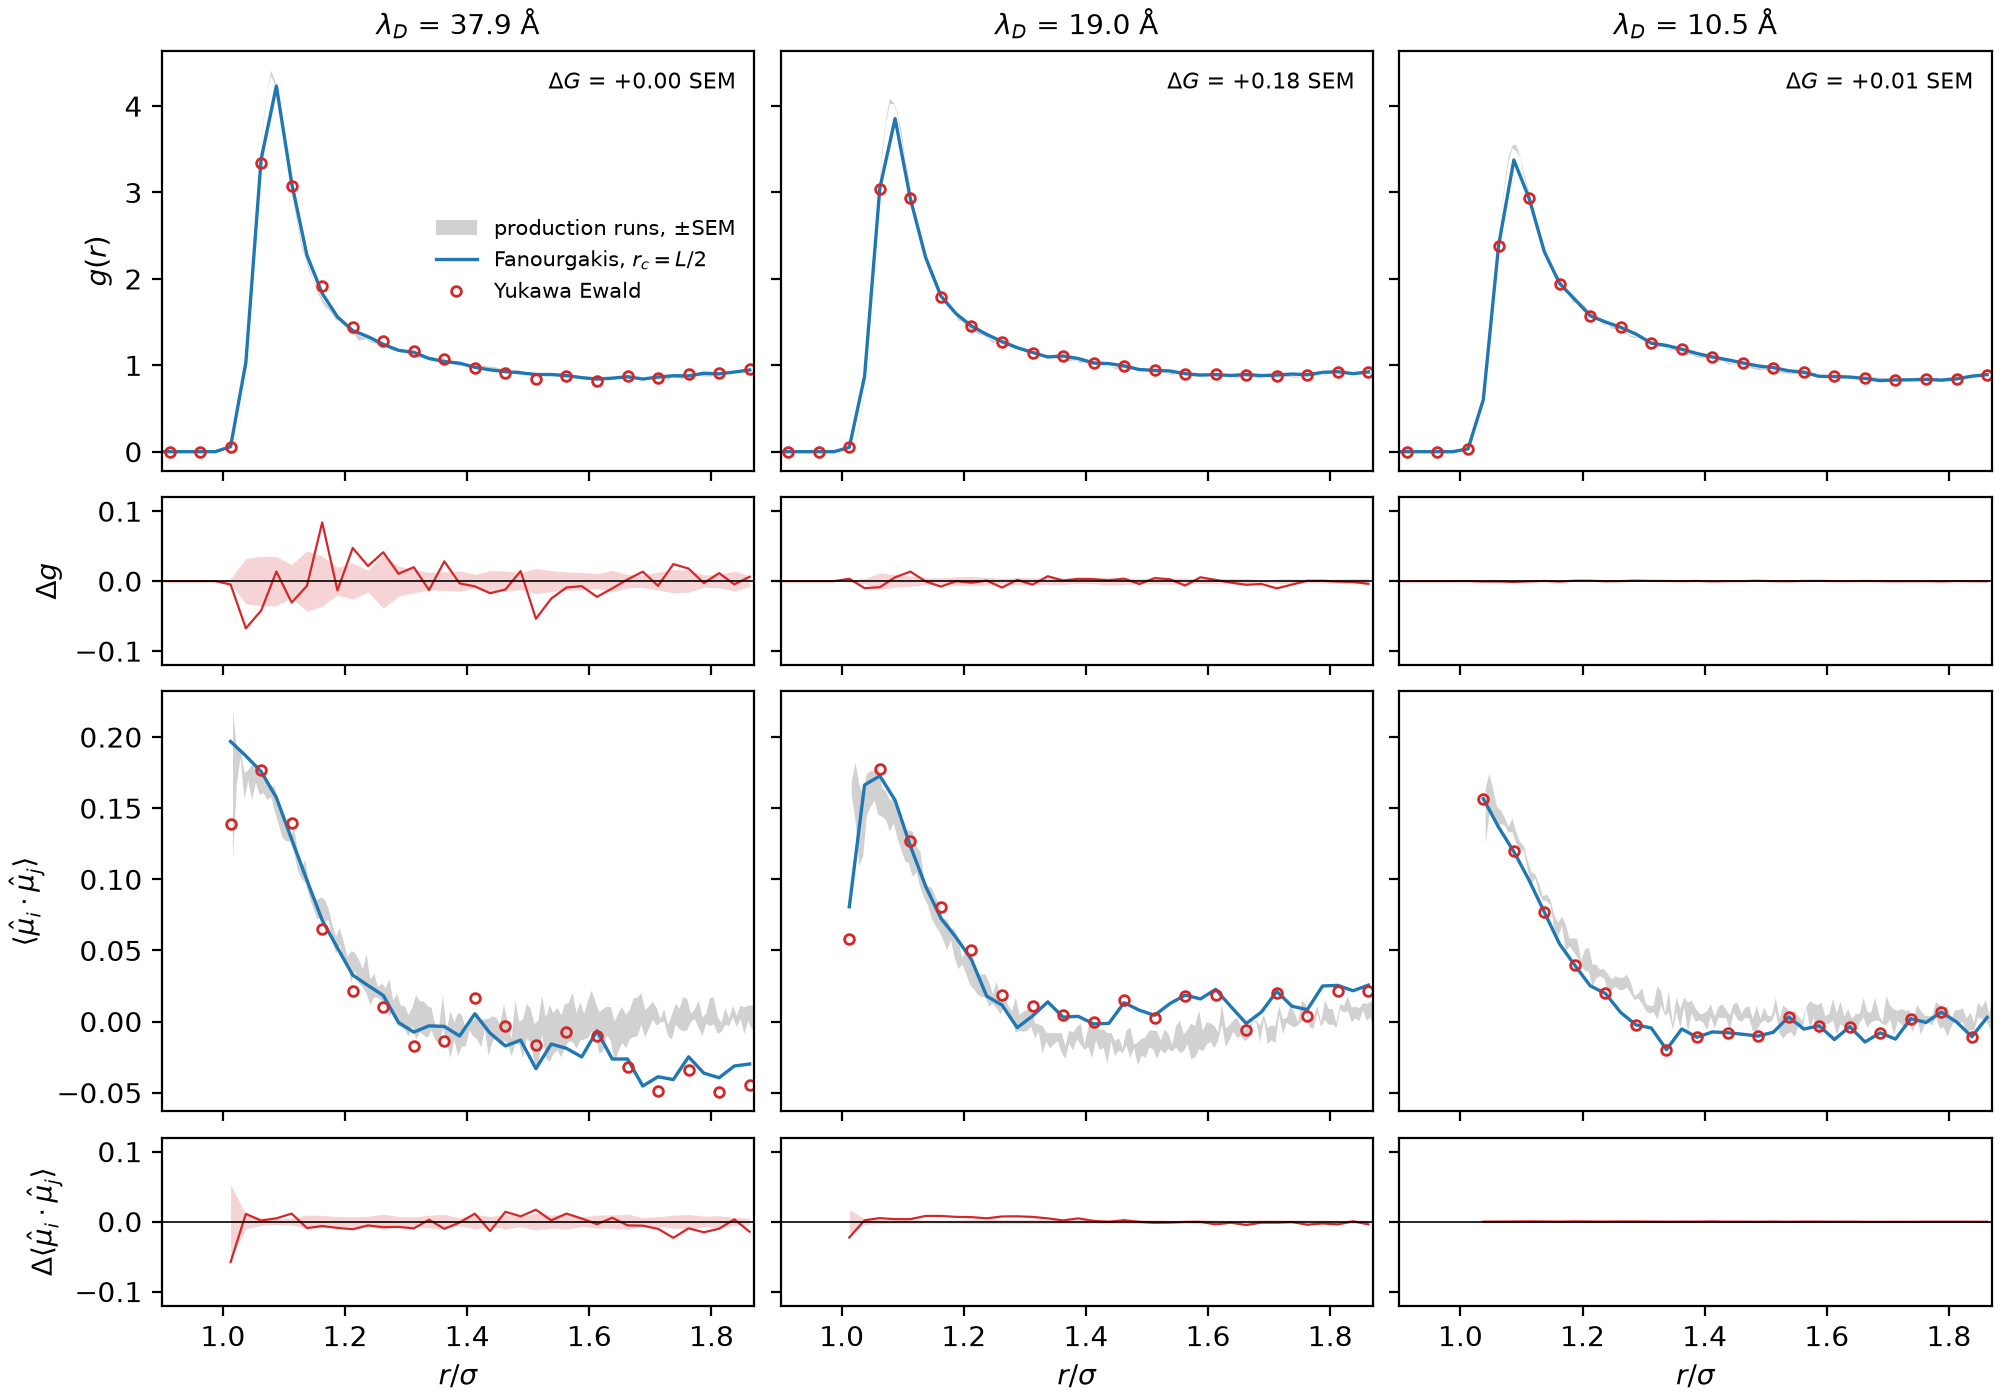 λ_D = 37.9 Å
λ_D = 19.0 Å
λ_D = 10.5 Å
ΔG = +0.00 SEM
ΔG = +0.18 SEM
ΔG = +0.01 SEM
production runs, ±SEM
Fanourgakis, r_c = L/2
Yukawa Ewald
g(r)
4
3
2
1
0
Δg
0.1
0.0
−0.1
⟨μ̂_i · μ̂_j⟩
0.20
0.15
0.10
0.05
0.00
−0.05
Δ⟨μ̂_i · μ̂_j⟩
0.1
0.0
−0.1
1.0 1.2 1.4 1.6 1.8
1.0 1.2 1.4 1.6 1.8
1.0 1.2 1.4 1.6 1.8
r/σ
r/σ
r/σ